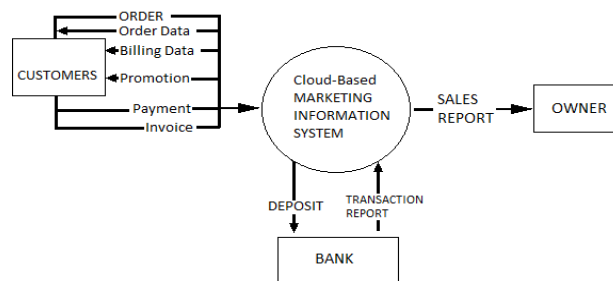 ORDER
Order Data
Billing Data
CUSTOMERS
Promotion
Payment
Invoice
Cloud-Based
MARKETING
INFORMATION
SYSTEM
SALES
REPORT
OWNER
DEPOSIT
TRANSACTION
REPORT
BANK